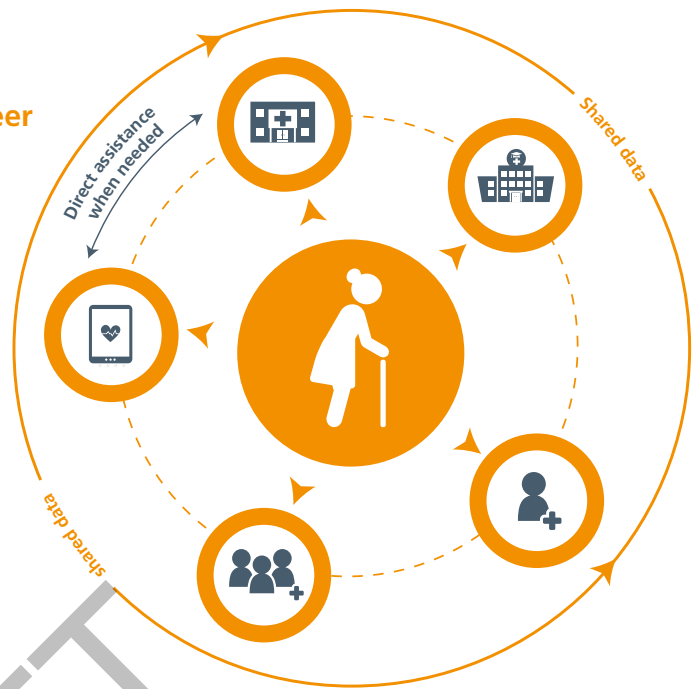 eer
Direct assistance
when needed
Shared data
shared data